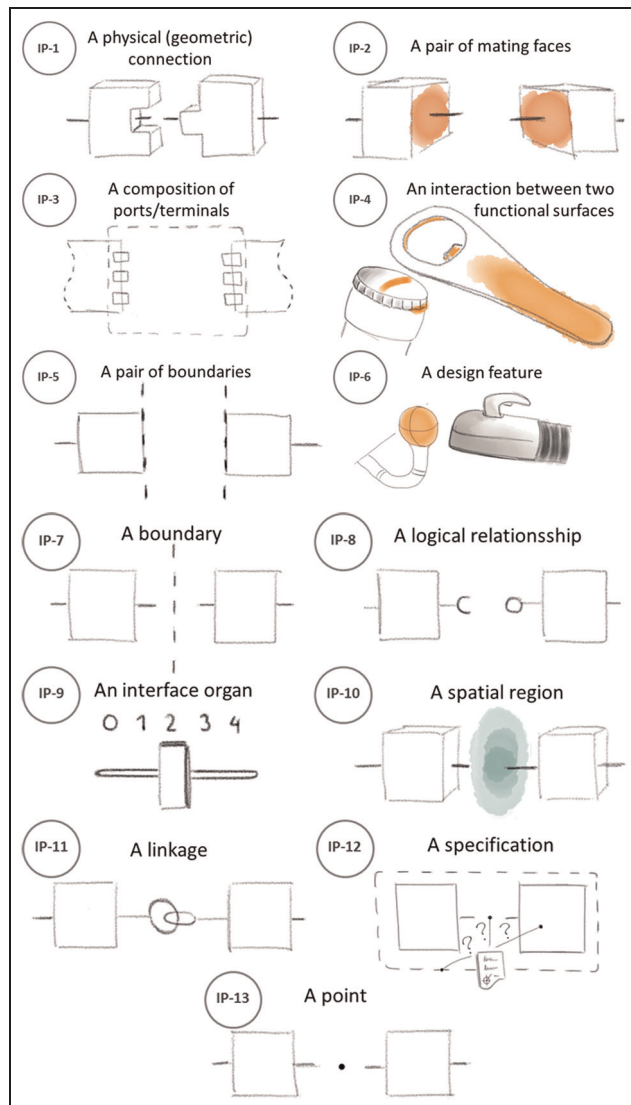 IP-1
A physical (geometric)
connection
IP-2
A pair of mating faces
IP-3
A composition of
ports/terminals
IP-4
An interaction between two
functional surfaces
IP-5
A pair of boundaries
IP-6
A design feature
IP-7
A boundary
IP-8
A logical relationsship
IP-9
An interface organ
0 1 2 3 4
IP-10
A spatial region
IP-11
A linkage
IP-12
A specification
? ? ?
IP-13
A point